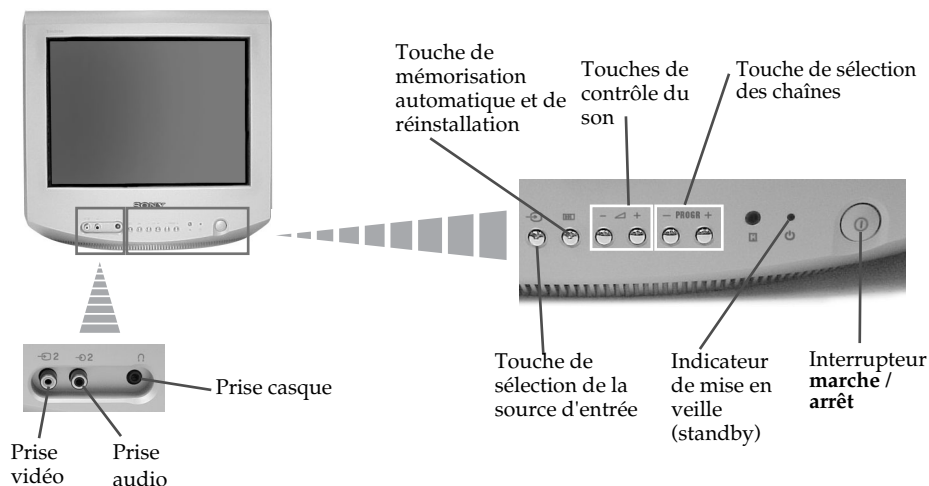 Touche de
mémorisation
automatique et de
réinstallation
Touches de
contrôle du
son
Touche de sélection
des chaînes
SONY
- + - PROGR +
2 2
Prise casque
Prise
vidéo
Prise
audio
Touche de
sélection de la
source d'entrée
Indicateur
de mise en
veille
(standby)
Interrupteur
marche /
arrêt